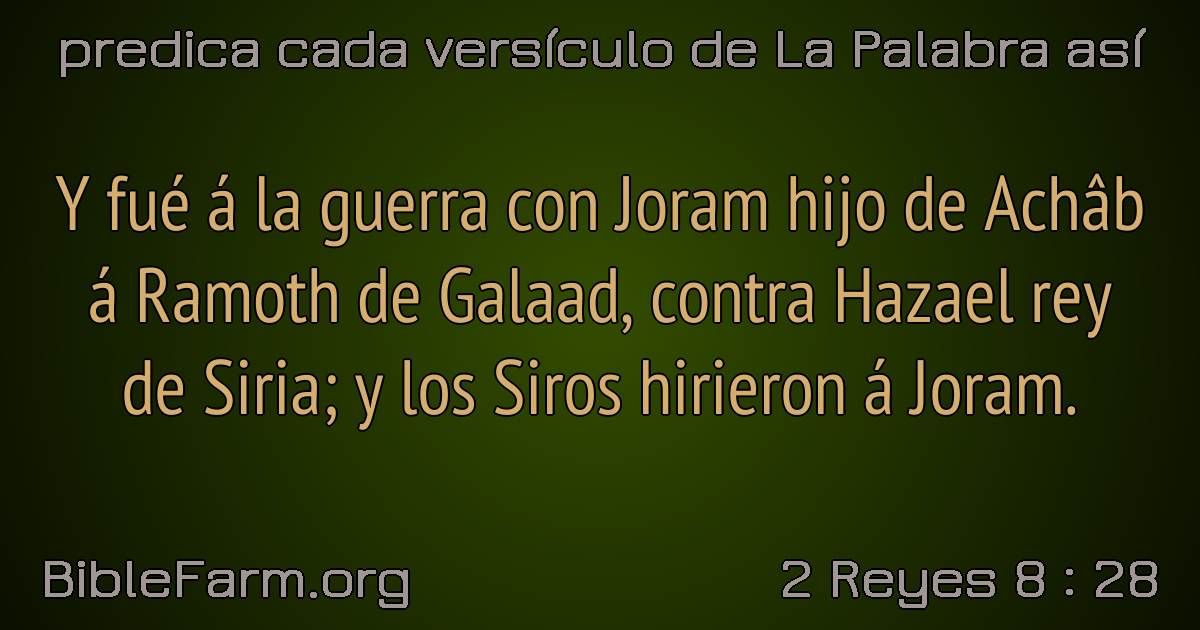 predica cada versículo de La Palabra así
Y fué á la guerra con Joram hijo de Achâb
á Ramoth de Galaad, contra Hazael rey
de Siria; y los Siros hirieron á Joram.
BibleFarm.org
2 Reyes 8 : 28